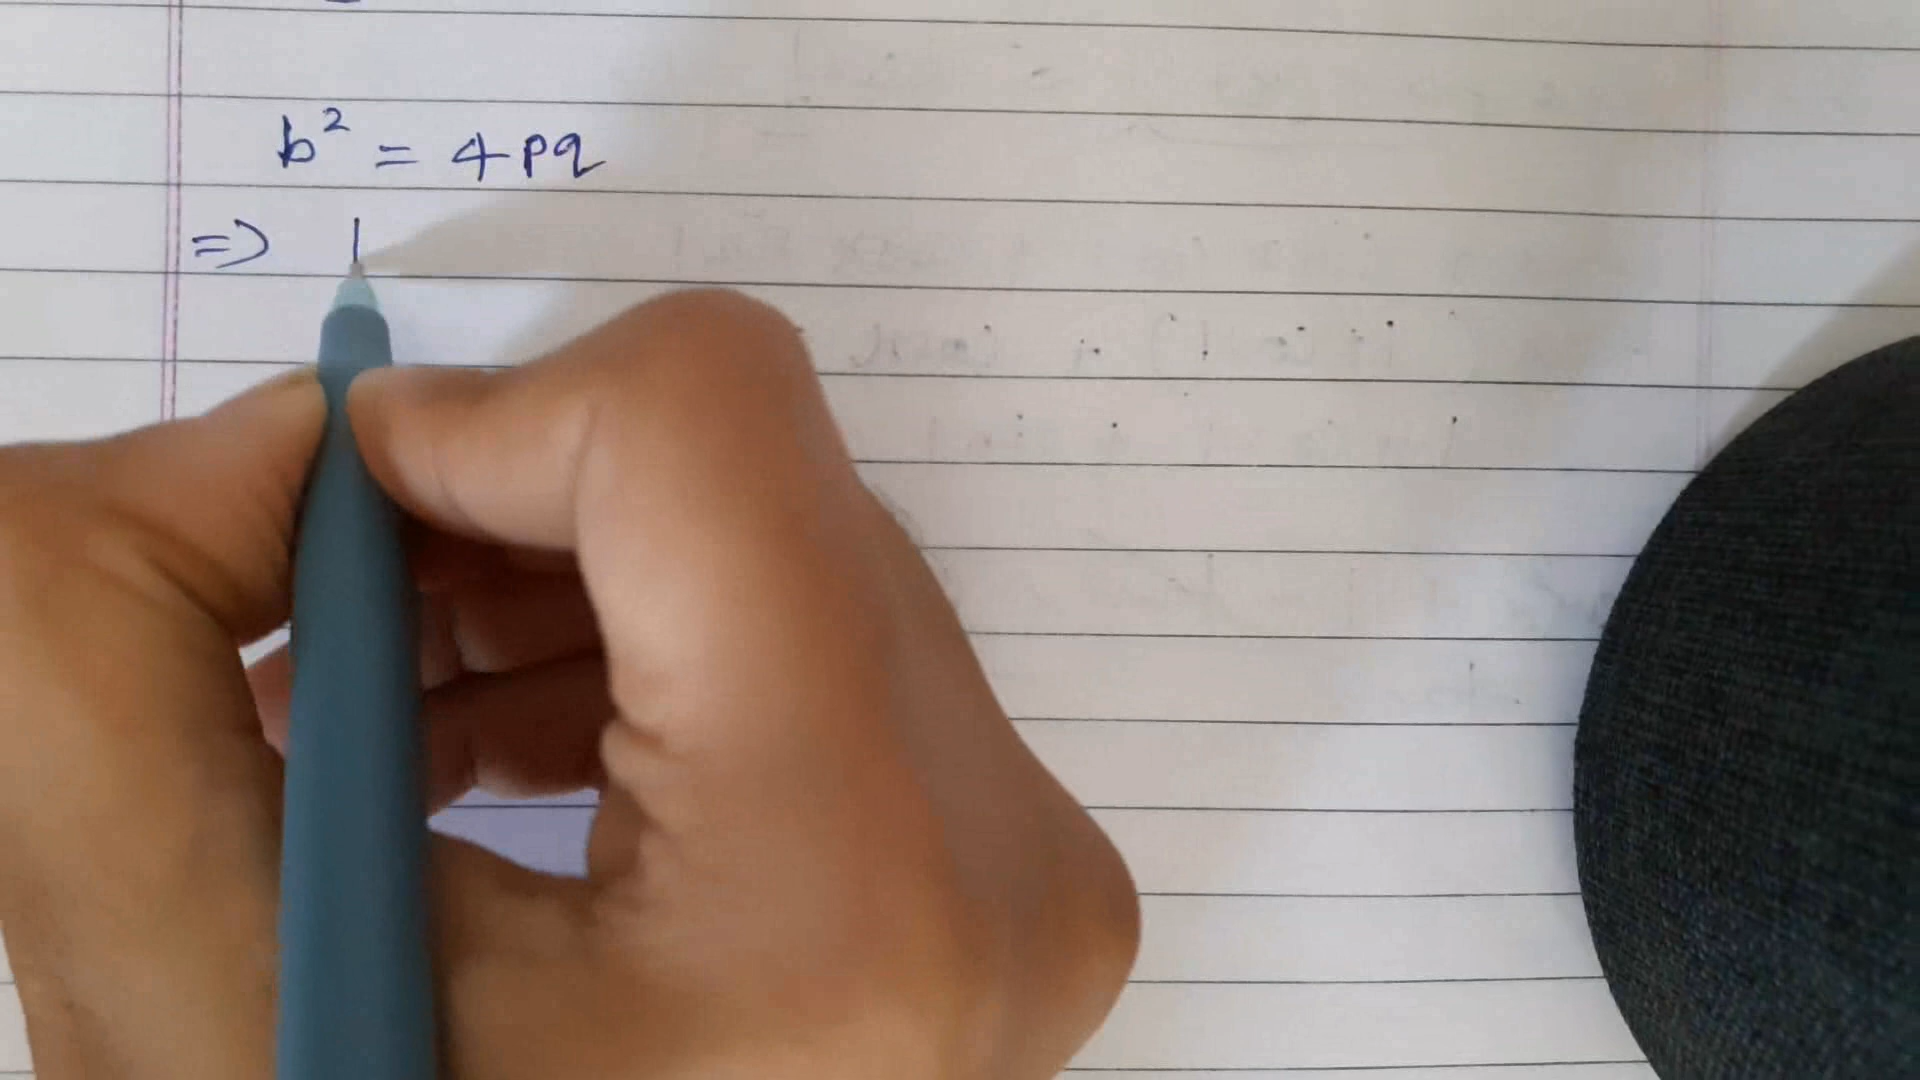 b² = 4pq
=> 1